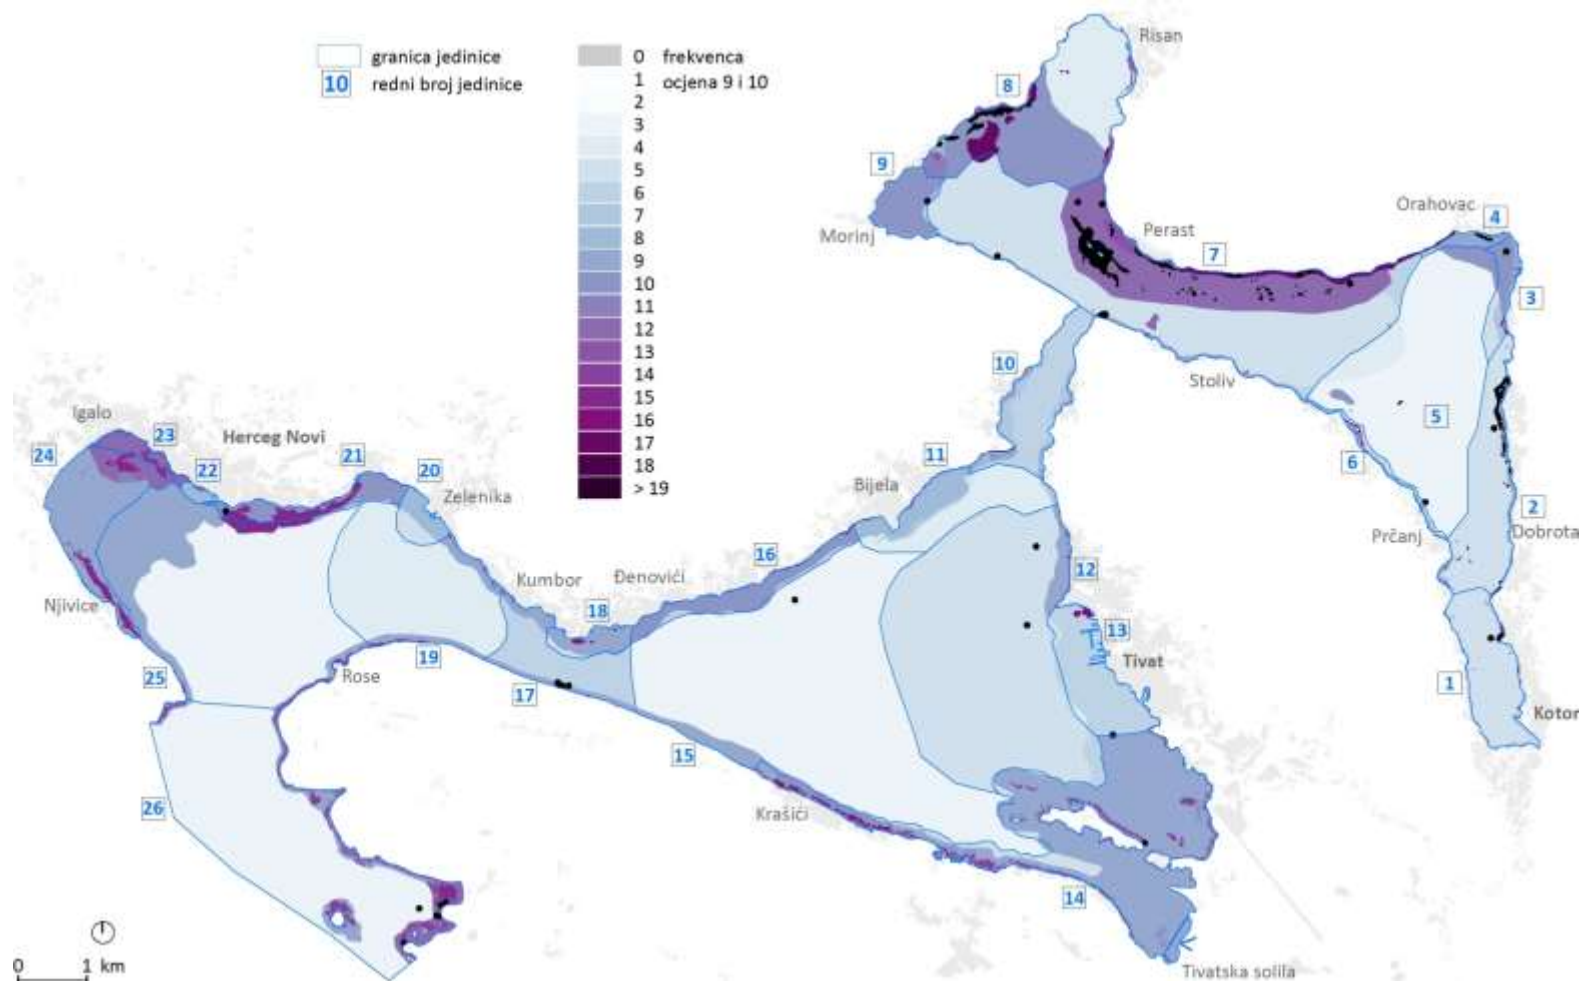 granica jedinice
10 redni broj jedinice
0 frekvenca
1 ocjena 9 i 10
2
3
4
5
6
7
8
9
10
11
12
13
14
15
16
17
18
> 19
Risan
8
9
Morinj
Orahovac
4
Perast
7
3
10
Stoliv
5
6
2
Prčanj
Dobrota
1
Kotor
Igalo
23
Herceg Novi
24
22
21
20
Zelenika
11
Bijela
16
Kumbor
Đenovići
18
12
13
Tivat
Njivice
25
Rose
19
17
15
Krašići
26
14
Tivatska solila
0 1 km